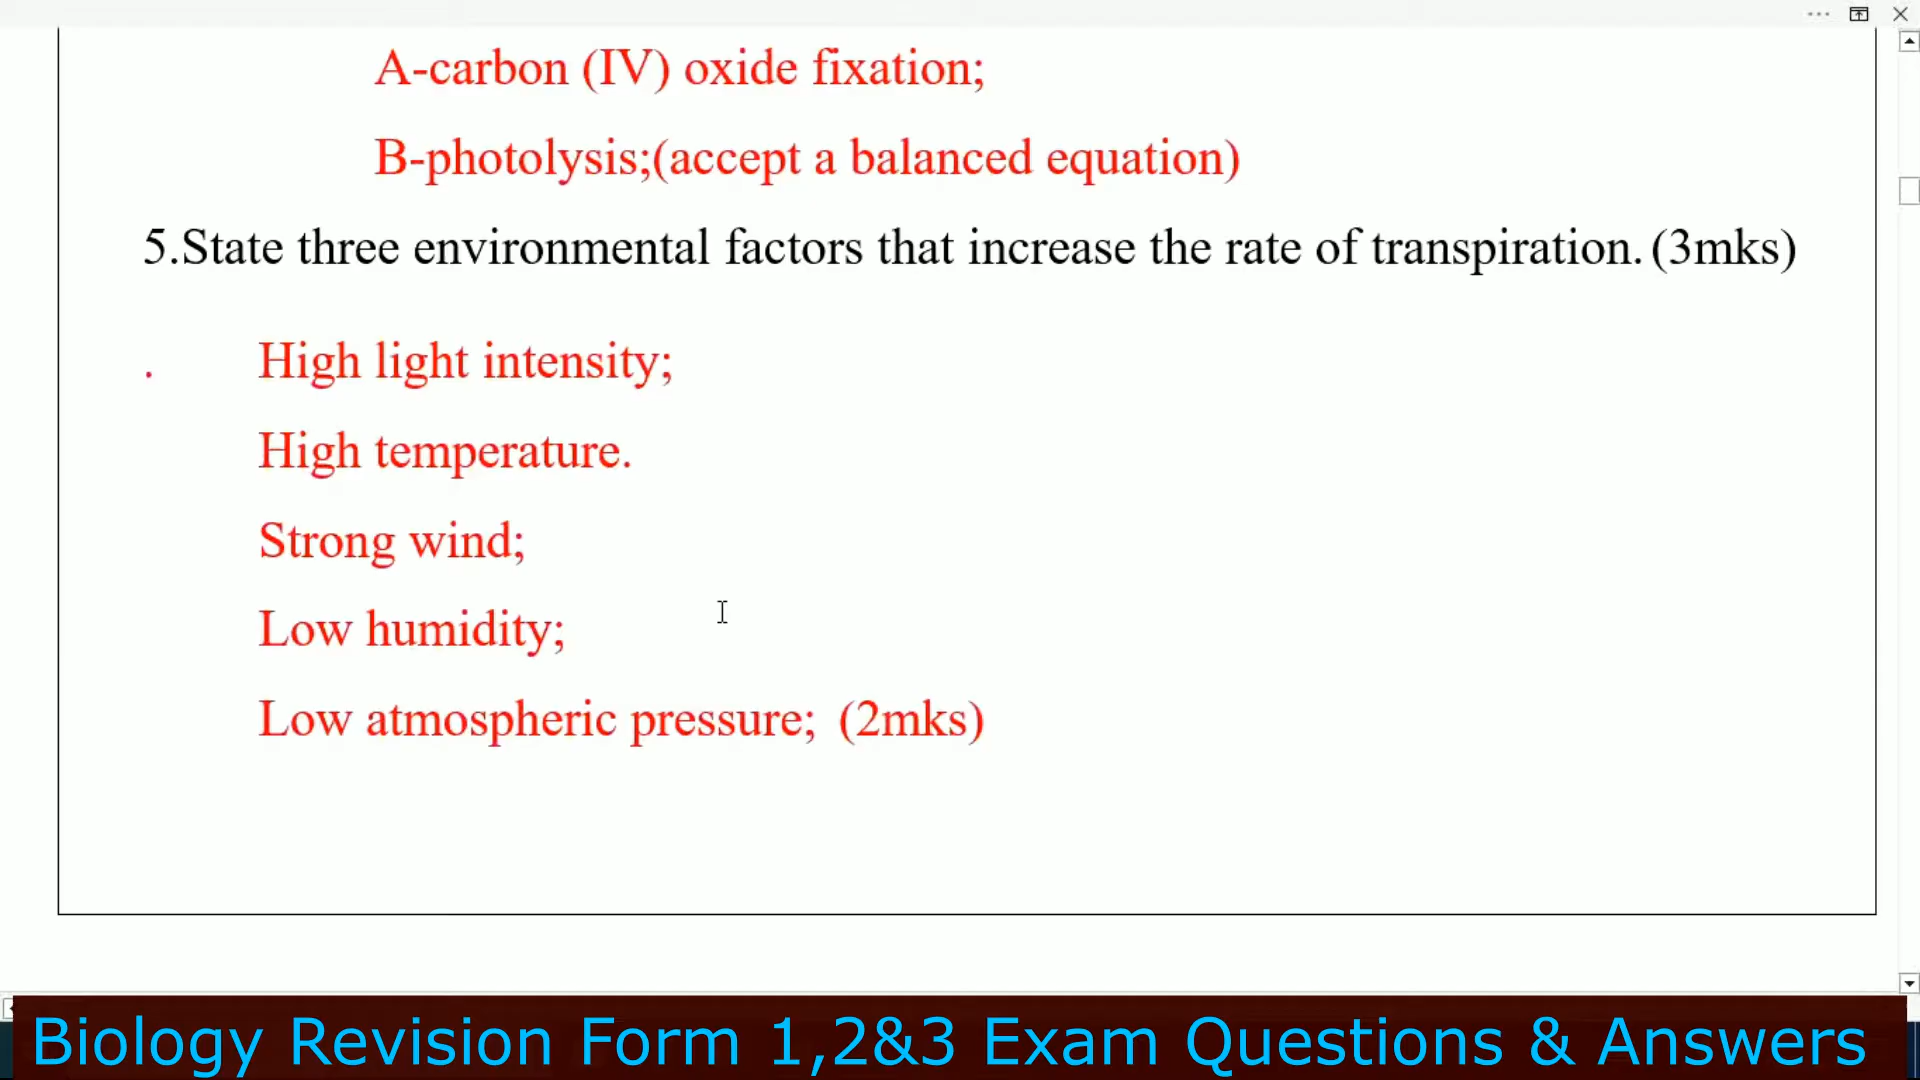 A-carbon (IV) oxide fixation;
B-photolysis;(accept a balanced equation)
5.State three environmental factors that increase the rate of transpiration. (3mks)
. High light intensity;
High temperature.
Strong wind;
Low humidity;
Low atmospheric pressure; (2mks)
Biology Revision Form 1,2&3 Exam Questions & Answers